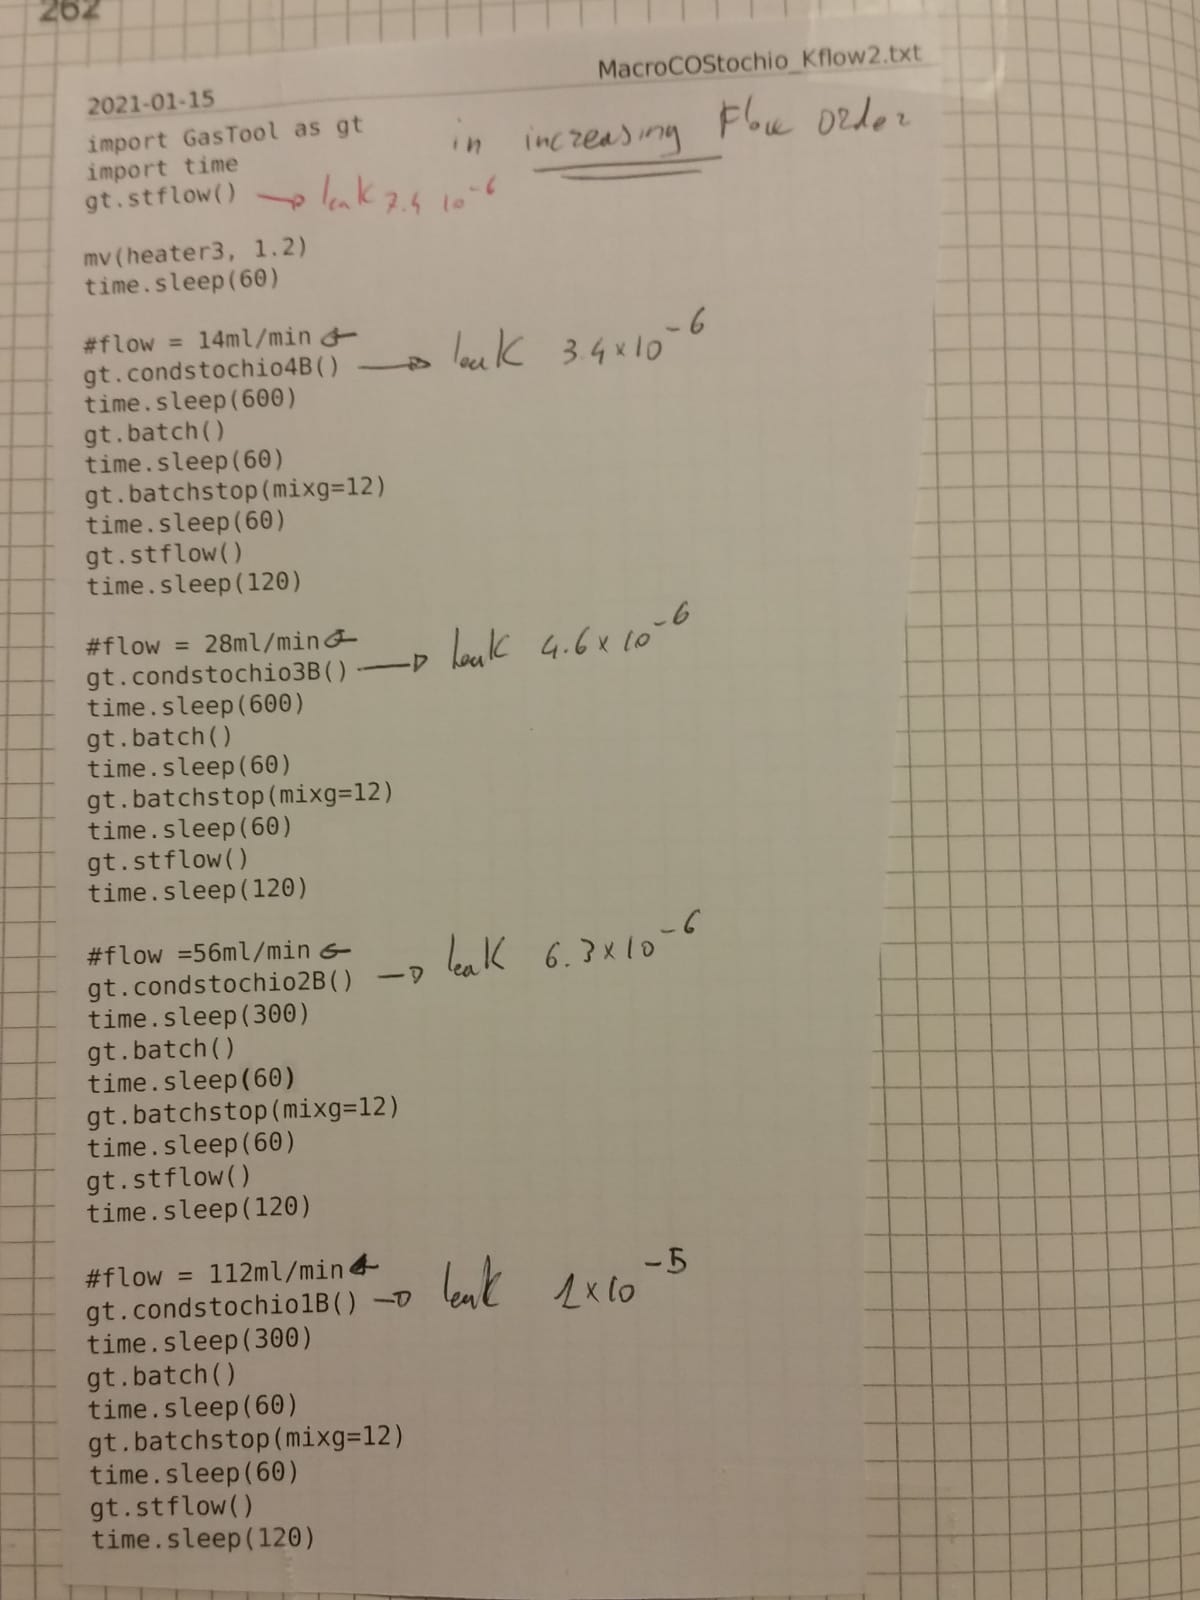 262
MacroCOStochio_Kflow2.txt
2021-01-15
import GasTool as gt
in increasing Flow order
import time
gt.stflow() → leak 7.4 10⁻⁶
mv(heater3, 1.2)
time.sleep(60)
#flow = 14ml/min ←
gt.condstochio4B() → leak 3.4×10⁻⁶
time.sleep(600)
gt.batch()
time.sleep(60)
gt.batchstop(mixg=12)
time.sleep(60)
gt.stflow()
time.sleep(120)
#flow = 28ml/min ←
gt.condstochio3B() → leak 4.6×10⁻⁶
time.sleep(600)
gt.batch()
time.sleep(60)
gt.batchstop(mixg=12)
time.sleep(60)
gt.stflow()
time.sleep(120)
#flow =56ml/min ←
gt.condstochio2B() → leak 6.3×10⁻⁶
time.sleep(300)
gt.batch()
time.sleep(60)
gt.batchstop(mixg=12)
time.sleep(60)
gt.stflow()
time.sleep(120)
#flow = 112ml/min ←
gt.condstochio1B() → leak 1×10⁻⁵
time.sleep(300)
gt.batch()
time.sleep(60)
gt.batchstop(mixg=12)
time.sleep(60)
gt.stflow()
time.sleep(120)